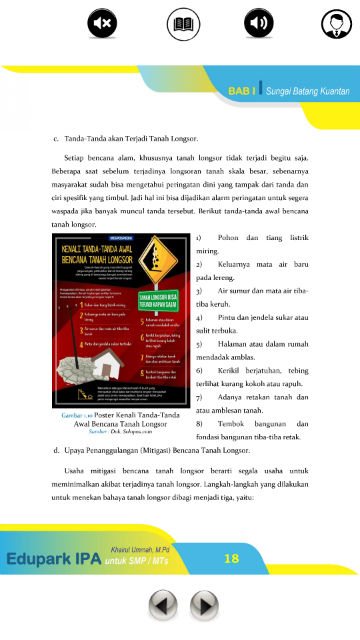 BAB I Sungai Batang Kuantan
c. Tanda-Tanda akan Terjadi Tanah Longsor.
Setiap bencana alam, khususnya tanah longsor tidak terjadi begitu saja.
Beberapa saat sebelum terjadinya longsoran tanah skala besar, sebenarnya
masyarakat sudah bisa mengetahui peringatan dini yang tampak dari tanda dan
ciri spesifik yang timbul. Jadi hal ini bisa dijadikan alarm peringatan untuk segera
waspada jika banyak muncul tanda tersebut. Berikut tanda-tanda awal bencana
tanah longsor.
KENALI TANDA-TANDA AWAL
BENCANA TANAH LONGSOR
TANAH LONGSOR BISA
TERJADI KAPAN SAJA!
Gambar 1.10 Poster Kenali Tanda-Tanda
Awal Bencana Tanah Longsor
Sumber : Dok. Solopos.com
1) Pohon dan tiang listrik
miring.
2) Keluarnya mata air baru
pada lereng.
3) Air sumur dan mata air tiba-
tiba keruh.
4) Pintu dan jendela sukar atau
sulit terbuka.
5) Halaman atau dalam rumah
mendadak amblas.
6) Kerikil berjatuhan, tebing
terlihat kurang kokoh atau rapuh.
7) Adanya retakan tanah dan
atau amblesan tanah.
8) Tembok bangunan dan
fondasi bangunan tiba-tiba retak.
d. Upaya Penanggulangan (Mitigasi) Bencana Tanah Longsor.
Usaha mitigasi bencana tanah longsor berarti segala usaha untuk
meminimalkan akibat terjadinya tanah longsor. Langkah-langkah yang dilakukan
untuk menekan bahaya tanah longsor dibagi menjadi tiga, yaitu:
Khairul Ummah, M.Pd
Edupark IPA untuk SMP / MTs
18